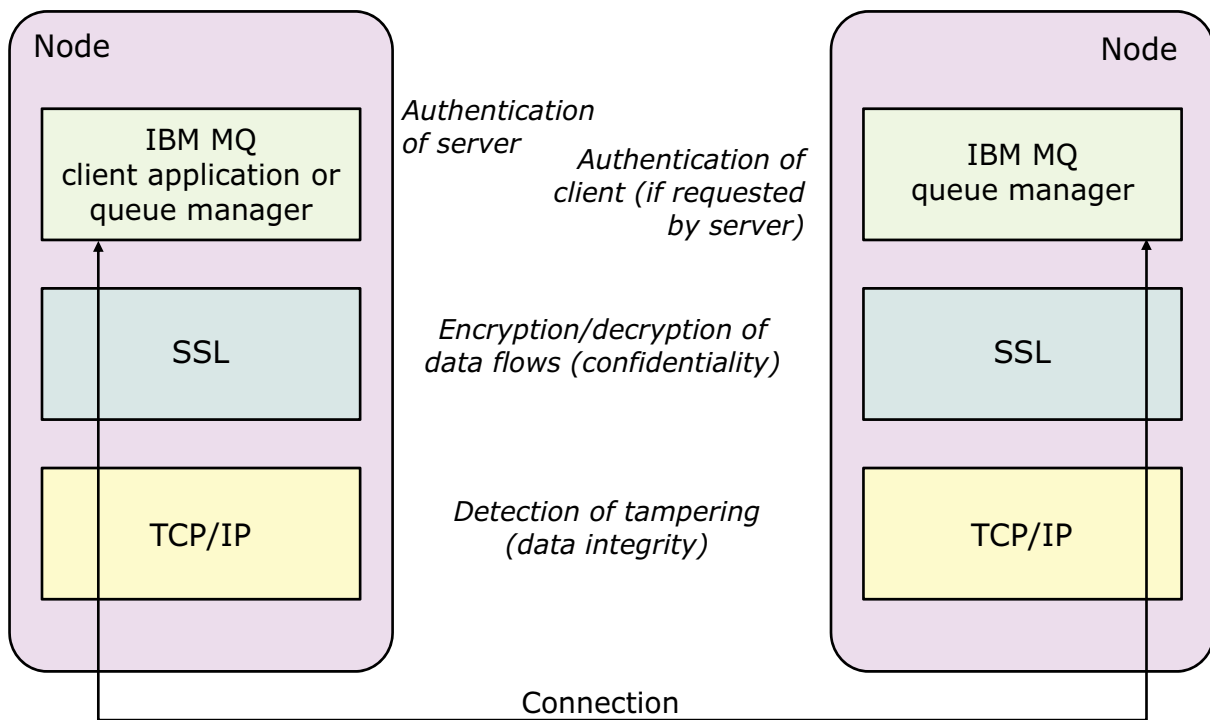 Node
IBM MQ
client application or
queue manager
SSL
TCP/IP
Authentication
of server
Authentication of
client (if requested
by server)
Encryption/decryption of
data flows (confidentiality)
Detection of tampering
(data integrity)
Node
IBM MQ
queue manager
SSL
TCP/IP
Connection